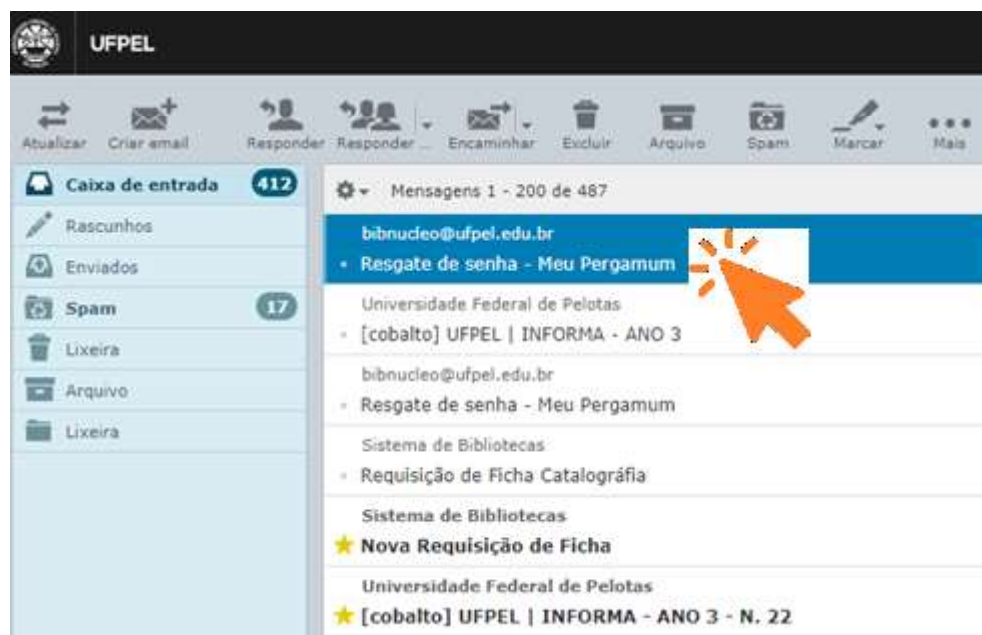 UFPEL
Atualizar Criar email Responder Responder ... Encaminhar Excluir Arquivo Spam Marcar Mais
Caixa de entrada 412
Rascunhos
Enviados
Spam 17
Lixeira
Arquivo
Lixeira
Mensagens 1 - 200 de 487
bibnucleo@ufpel.edu.br
Resgate de senha - Meu Pergamum
Universidade Federal de Pelotas
[cobalto] UFPEL | INFORMA - ANO 3
bibnucleo@ufpel.edu.br
Resgate de senha - Meu Pergamum
Sistema de Bibliotecas
Requisição de Ficha Catalográfia
Sistema de Bibliotecas
Nova Requisição de Ficha
Universidade Federal de Pelotas
[cobalto] UFPEL | INFORMA - ANO 3 - N. 22